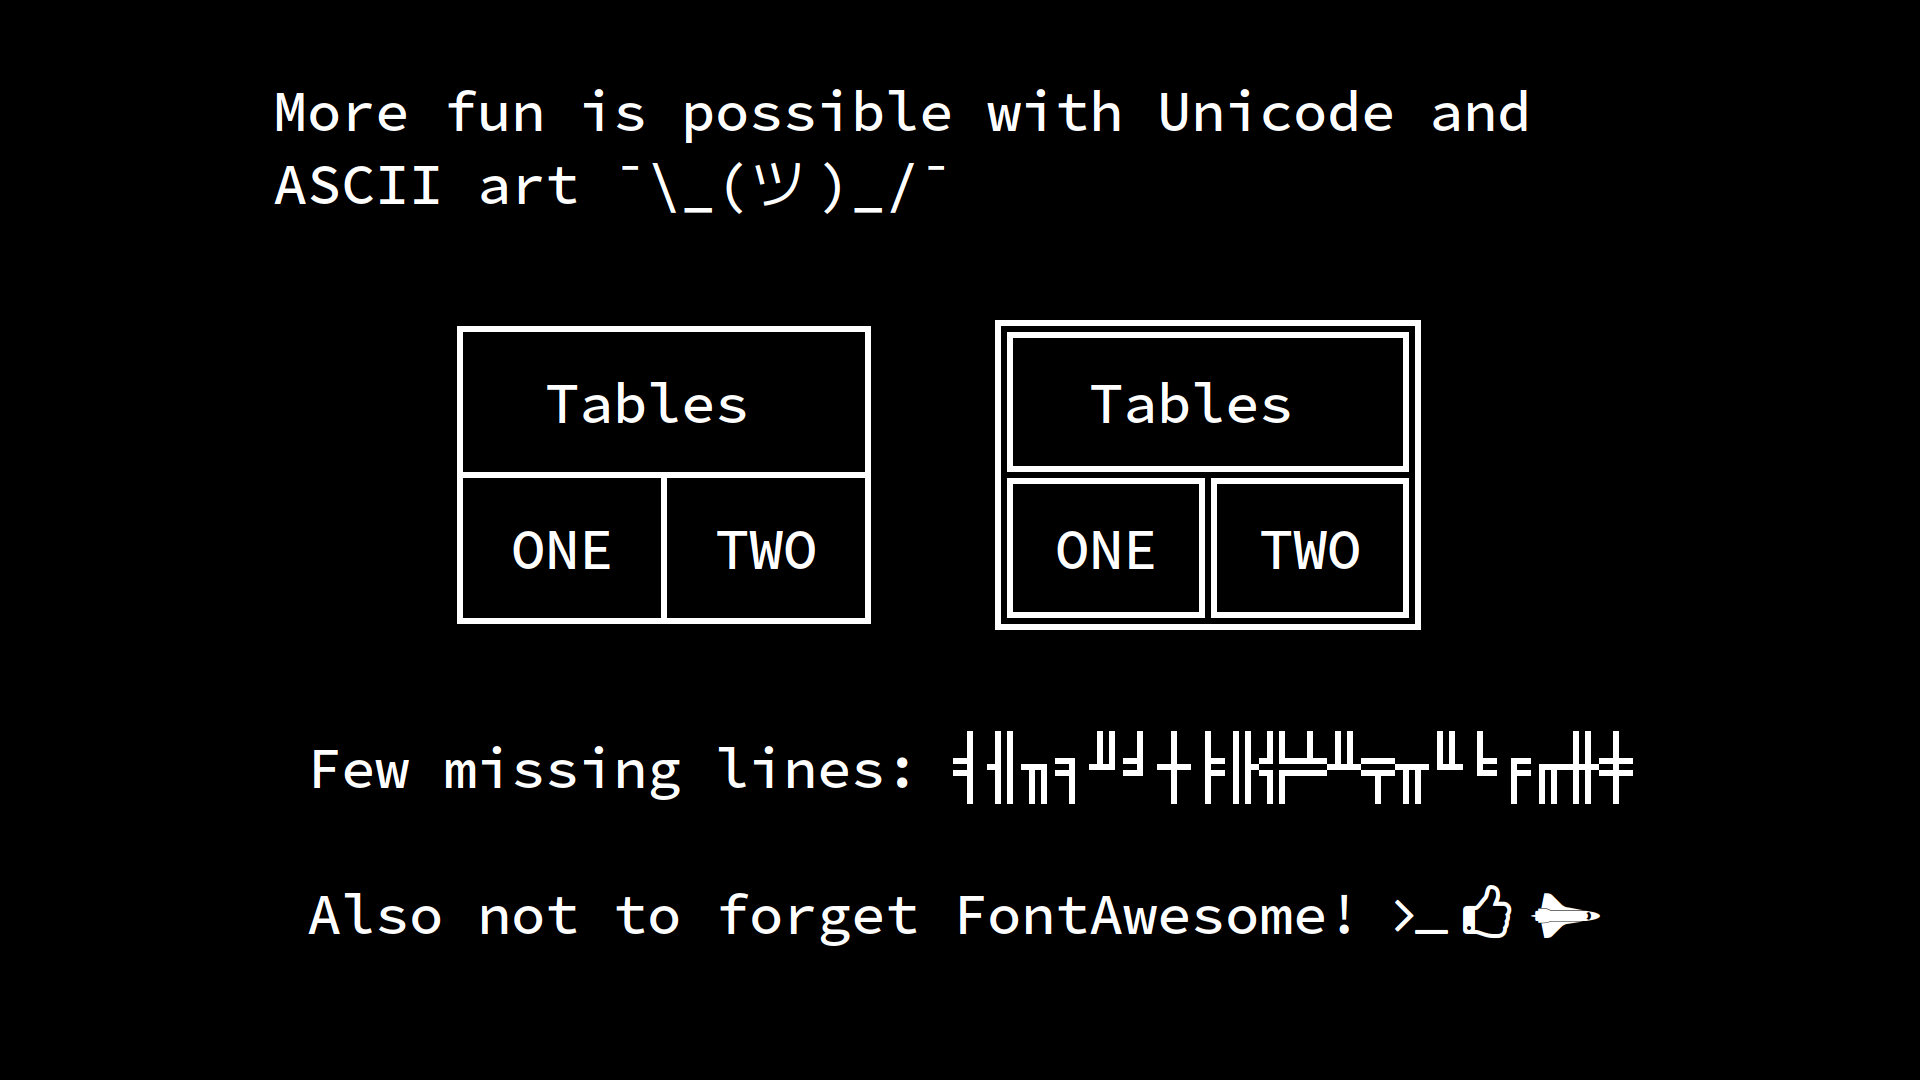 More fun is possible with Unicode and
ASCII art ¯\_(ツ)_/¯
Tables
Tables
ONE TWO
ONE TWO
Few missing lines: ╡╢╖╕╜╛┼╞╟╣╠╩╨╤╥╙╘╒╓╫╪
Also not to forget FontAwesome! >_